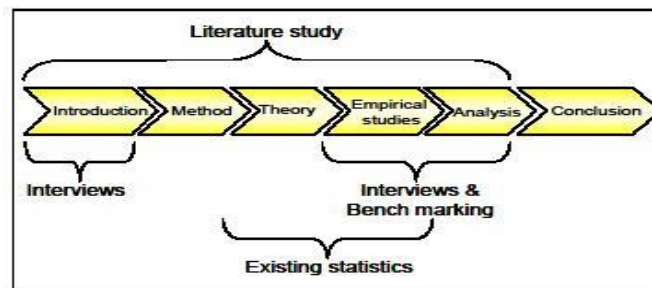 Literature study
Introduction
Method
Theory
Empirical
studies
Analysis
Conclusion
Interviews
Interviews &
Bench marking
Existing statistics